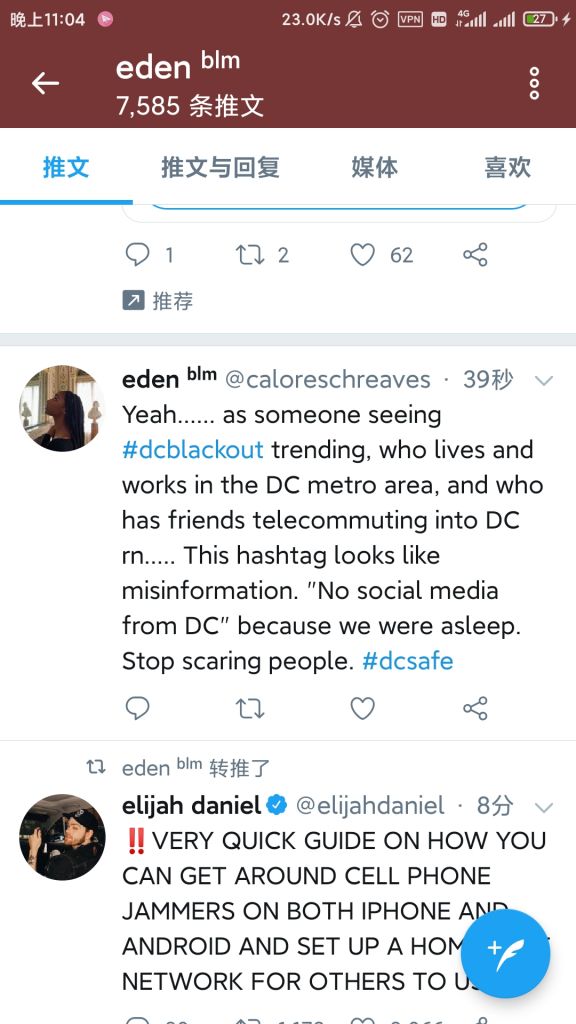 晚上11:04
23.0K/s VPN HD 4G 27
eden blm
7,585 条推文
推文 推文与回复 媒体 喜欢
1 2 62
推荐
eden blm @caloreschreaves · 39秒
Yeah...... as someone seeing
#dcblackout trending, who lives and
works in the DC metro area, and who
has friends telecommuting into DC
rn..... This hashtag looks like
misinformation. "No social media
from DC" because we were asleep.
Stop scaring people. #dcsafe
eden blm 转推了
elijah daniel @elijahdaniel · 8分
‼️VERY QUICK GUIDE ON HOW YOU
CAN GET AROUND CELL PHONE
JAMMERS ON BOTH IPHONE AND
ANDROID AND SET UP A
NETWORK FOR OTHERS TO